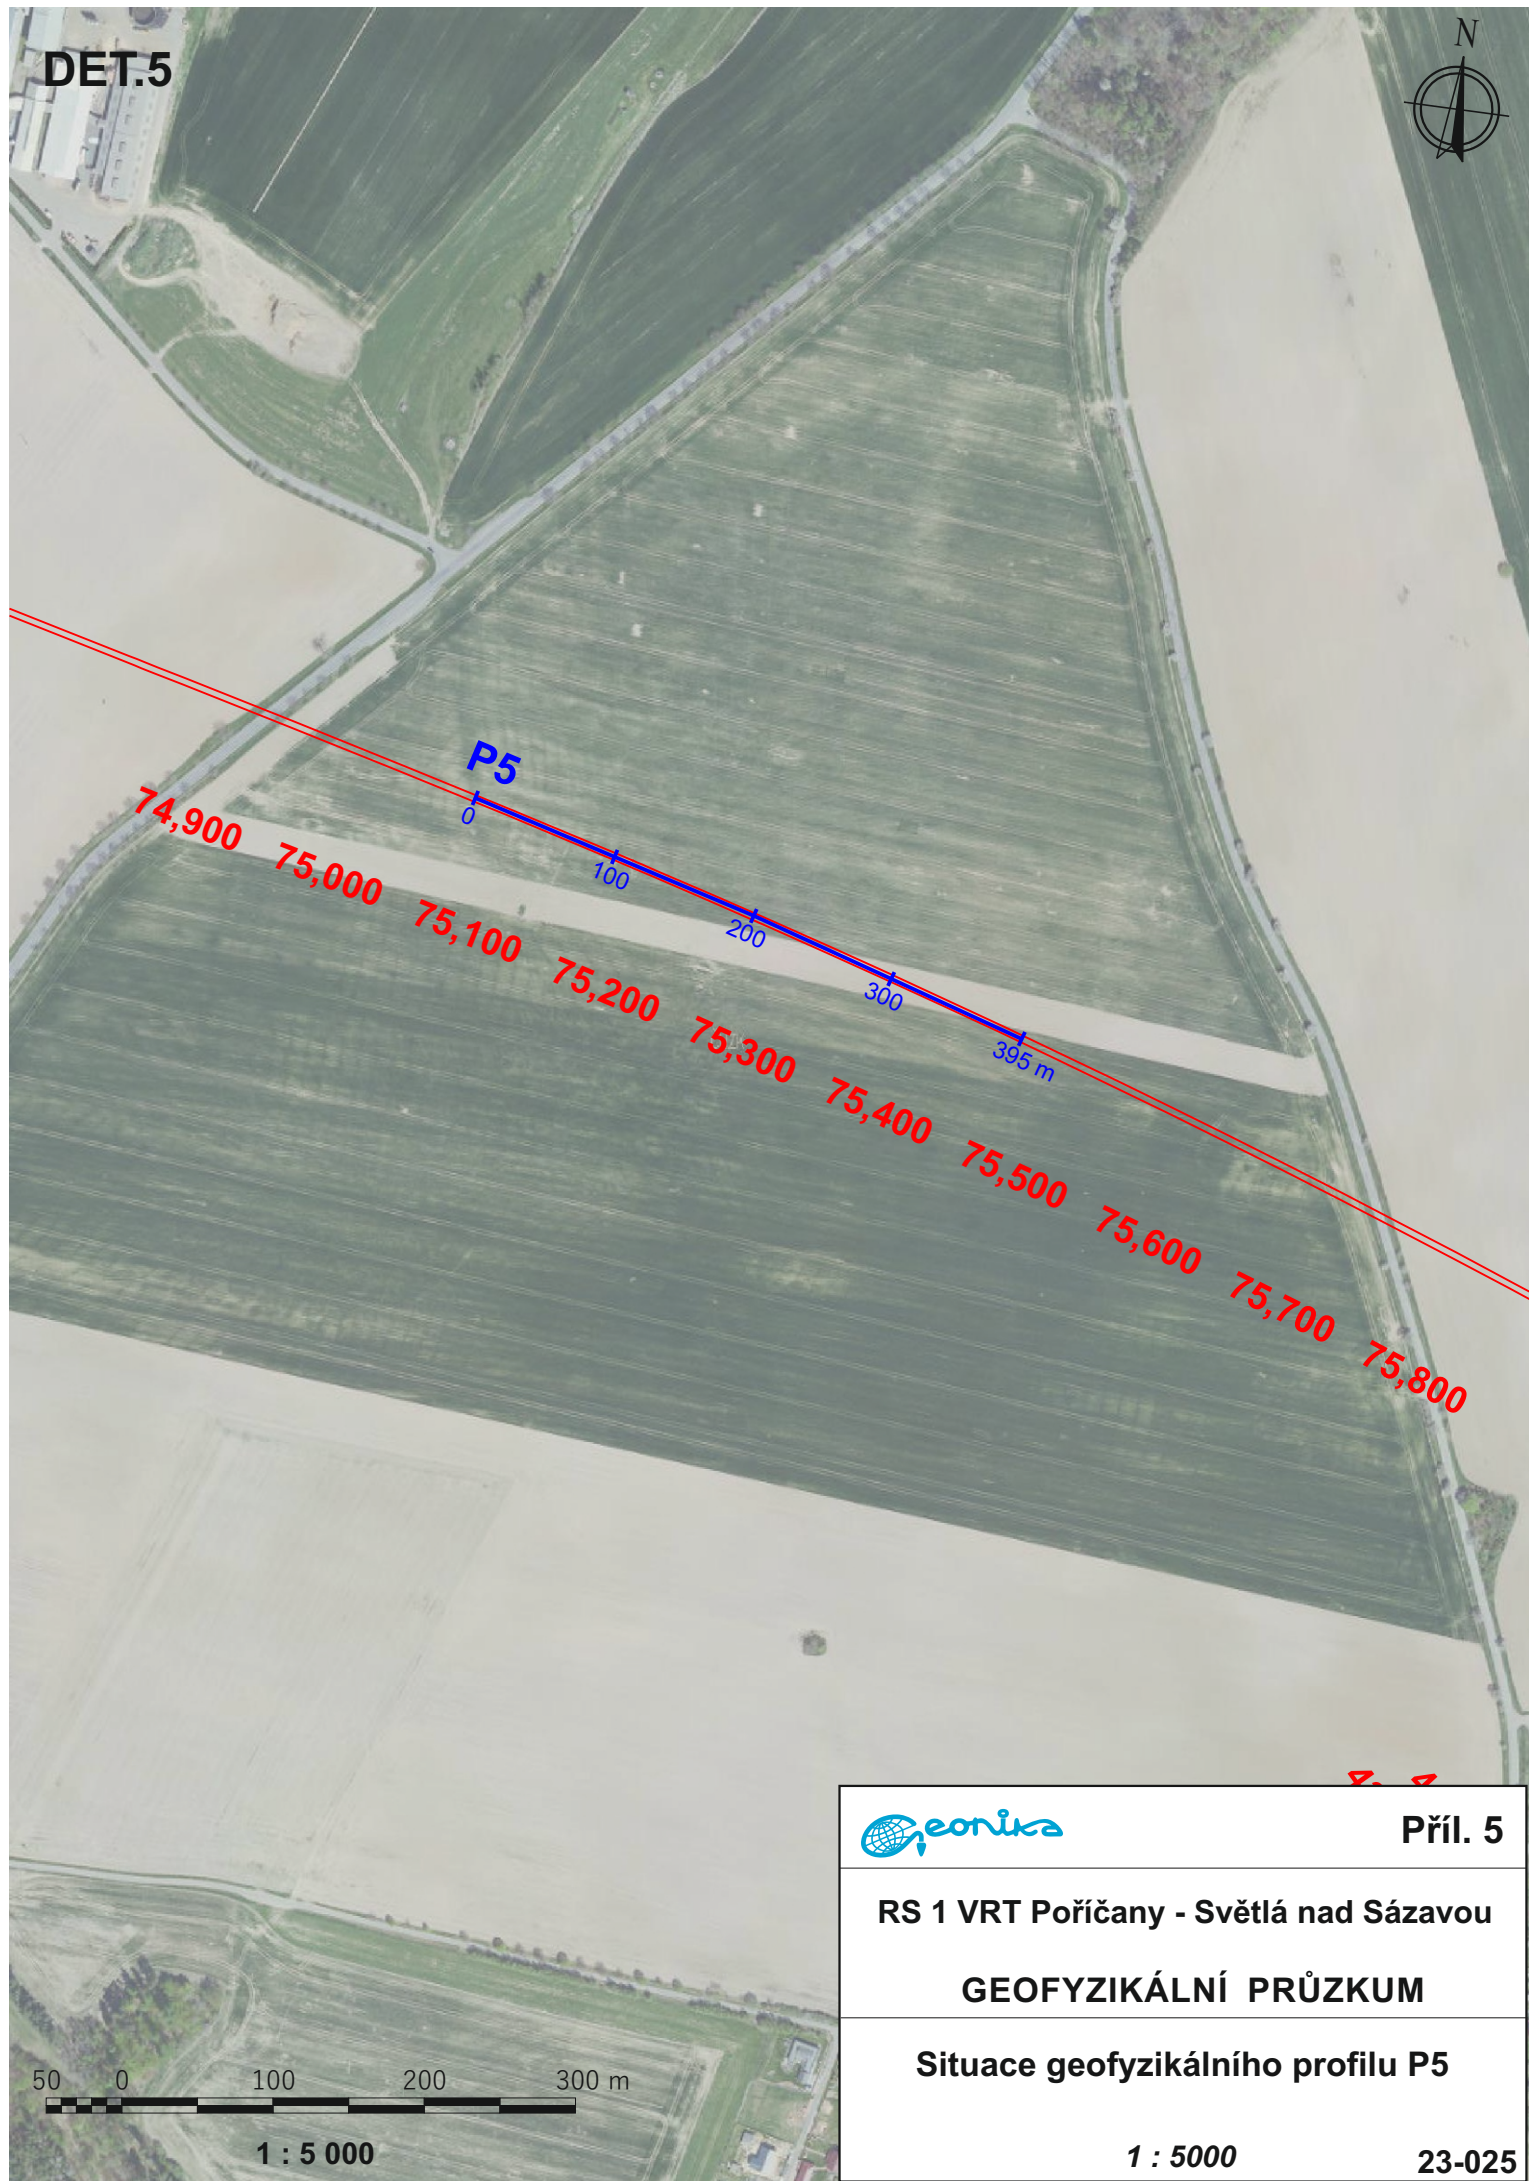 DET.5
N
P5
0
100
200
300
395 m
74,900
75,000
75,100
75,200
75,300
75,400
75,500
75,600
75,700
75,800
Geonika
Příl. 5
RS 1 VRT Poříčany - Světlá nad Sázavou
GEOFYZIKÁLNÍ PRŮZKUM
Situace geofyzikálního profilu P5
1 : 5000
23-025
50 0 100 200 300 m
1 : 5 000